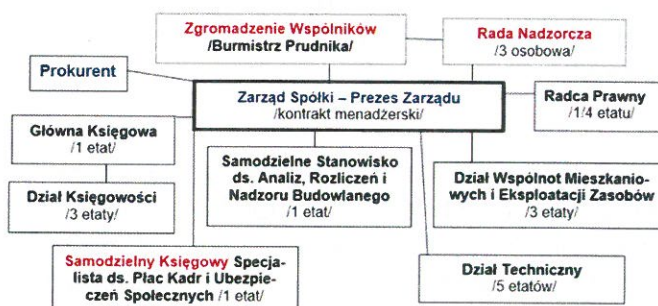 Zgromadzenie Wspólników
/Burmistrz Prudnika/
Rada Nadzorcza
/3 osobowa/
Prokurent
Zarząd Spółki – Prezes Zarządu
/kontrakt menadżerski/
Radca Prawny
/1/4 etatu/
Główna Księgowa
/1 etat/
Samodzielne Stanowisko
ds. Analiz, Rozliczeń i
Nadzoru Budowlanego
/1 etat/
Dział Wspólnot Mieszkanio-
wych i Eksploatacji Zasobów
/3 etaty/
Dział Księgowości
/3 etaty/
Samodzielny Księgowy Specja-
lista ds. Płac Kadr i Ubezpie-
czeń Społecznych /1 etat/
Dział Techniczny
/5 etatów/